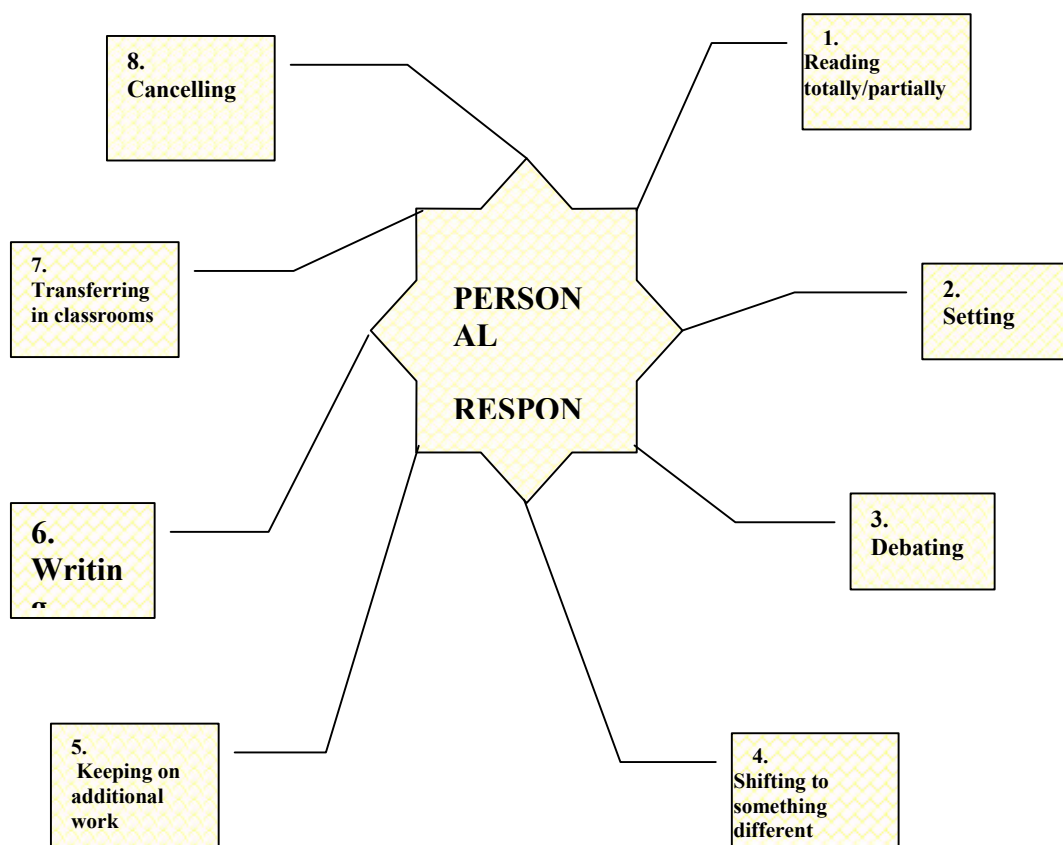 8.
Cancelling
1.
Reading
totally/partially
7.
Transferring
in classrooms
PERSON
AL
RESPON
2.
Setting
6.
Writin
g
3.
Debating
5.
Keeping on
additional
work
4.
Shifting to
something
different